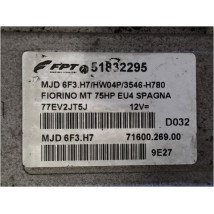 FPT 51832295
MJD 6F3.H7/HW04P/3546-H780
FIORINO MT 75HP EU4 SPAGNA
77EV2JT5J 12V=
D032
MJD 6F3.H7 71600.269.00
9E27